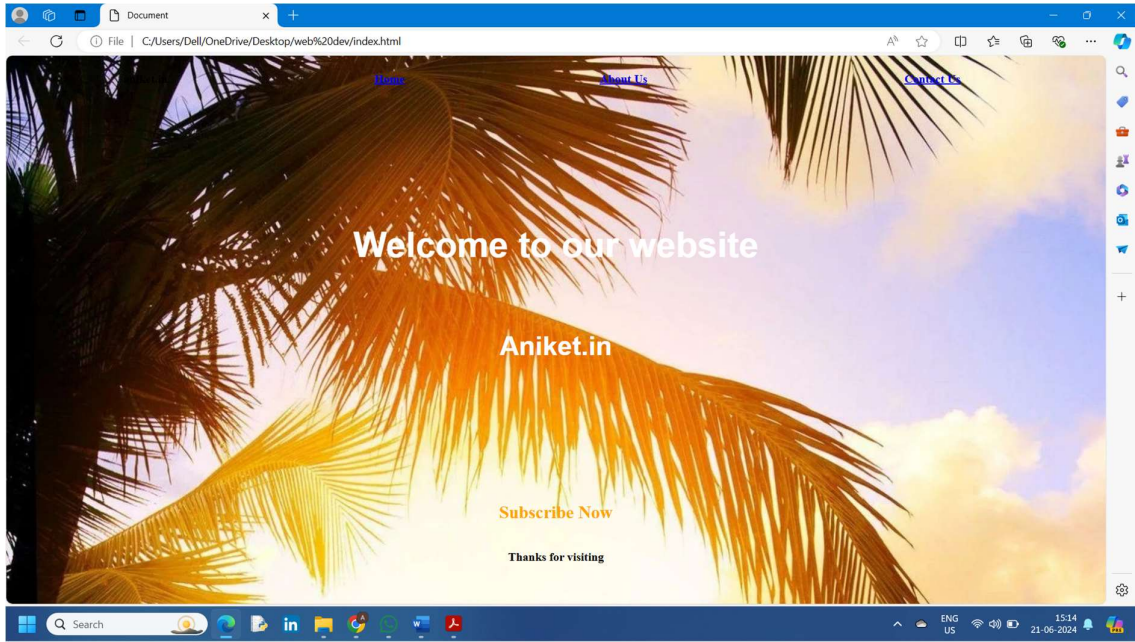 Document
File | C:/Users/Dell/OneDrive/Desktop/web%20dev/index.html
Home About Us Contact Us
Welcome to our website
Aniket.in
Subscribe Now
Thanks for visiting
Search
ENG
US
15:14
21-06-2024